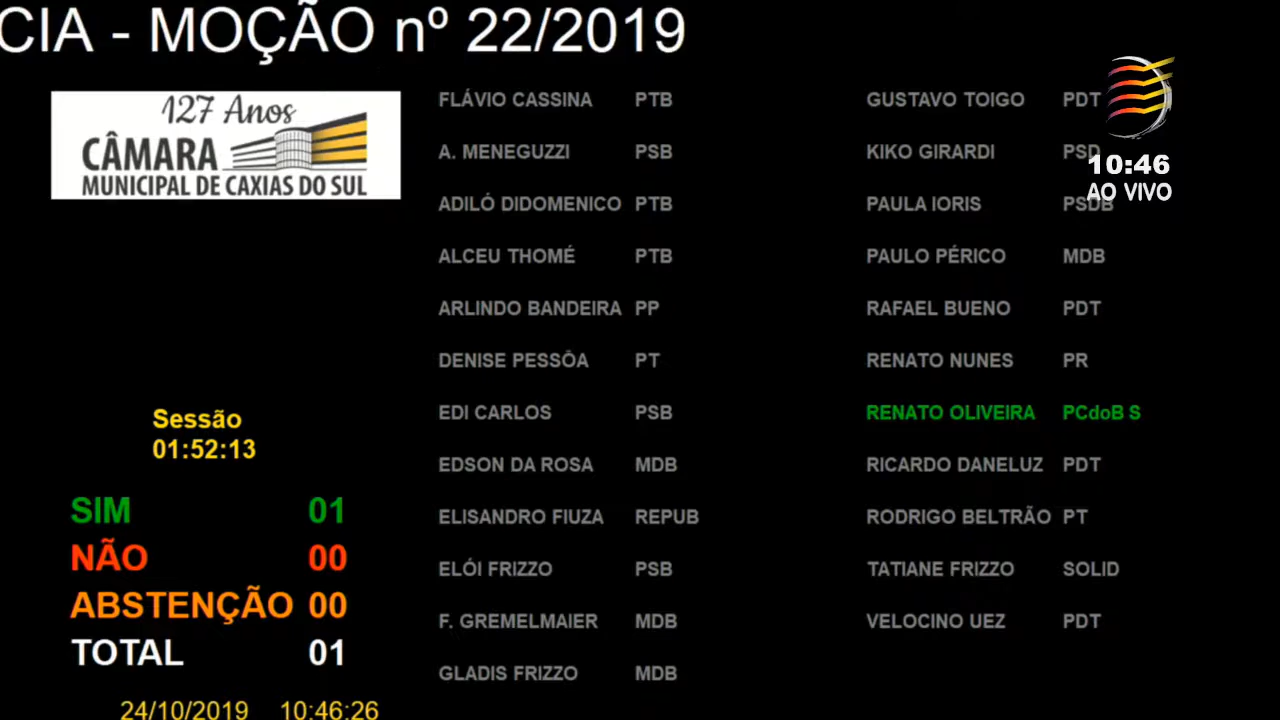 CIA - MOÇÃO nº 22/2019
127 Anos
CÂMARA
MUNICIPAL DE CAXIAS DO SUL
Sessão
01:52:13
SIM 01
NÃO 00
ABSTENÇÃO 00
TOTAL 01
24/10/2019 10:46:26
FLÁVIO CASSINA PTB
A. MENEGUZZI PSB
ADILÓ DIDOMENICO PTB
ALCEU THOMÉ PTB
ARLINDO BANDEIRA PP
DENISE PESSÔA PT
EDI CARLOS PSB
EDSON DA ROSA MDB
ELISANDRO FIUZA REPUB
ELÓI FRIZZO PSB
F. GREMELMAIER MDB
GLADIS FRIZZO MDB
GUSTAVO TOIGO PDT
KIKO GIRARDI PSD
PAULA IORIS PSDB
PAULO PÉRICO MDB
RAFAEL BUENO PDT
RENATO NUNES PR
RENATO OLIVEIRA PCdoB S
RICARDO DANELUZ PDT
RODRIGO BELTRÃO PT
TATIANE FRIZZO SOLID
VELOCINO UEZ PDT
10:46
AO VIVO